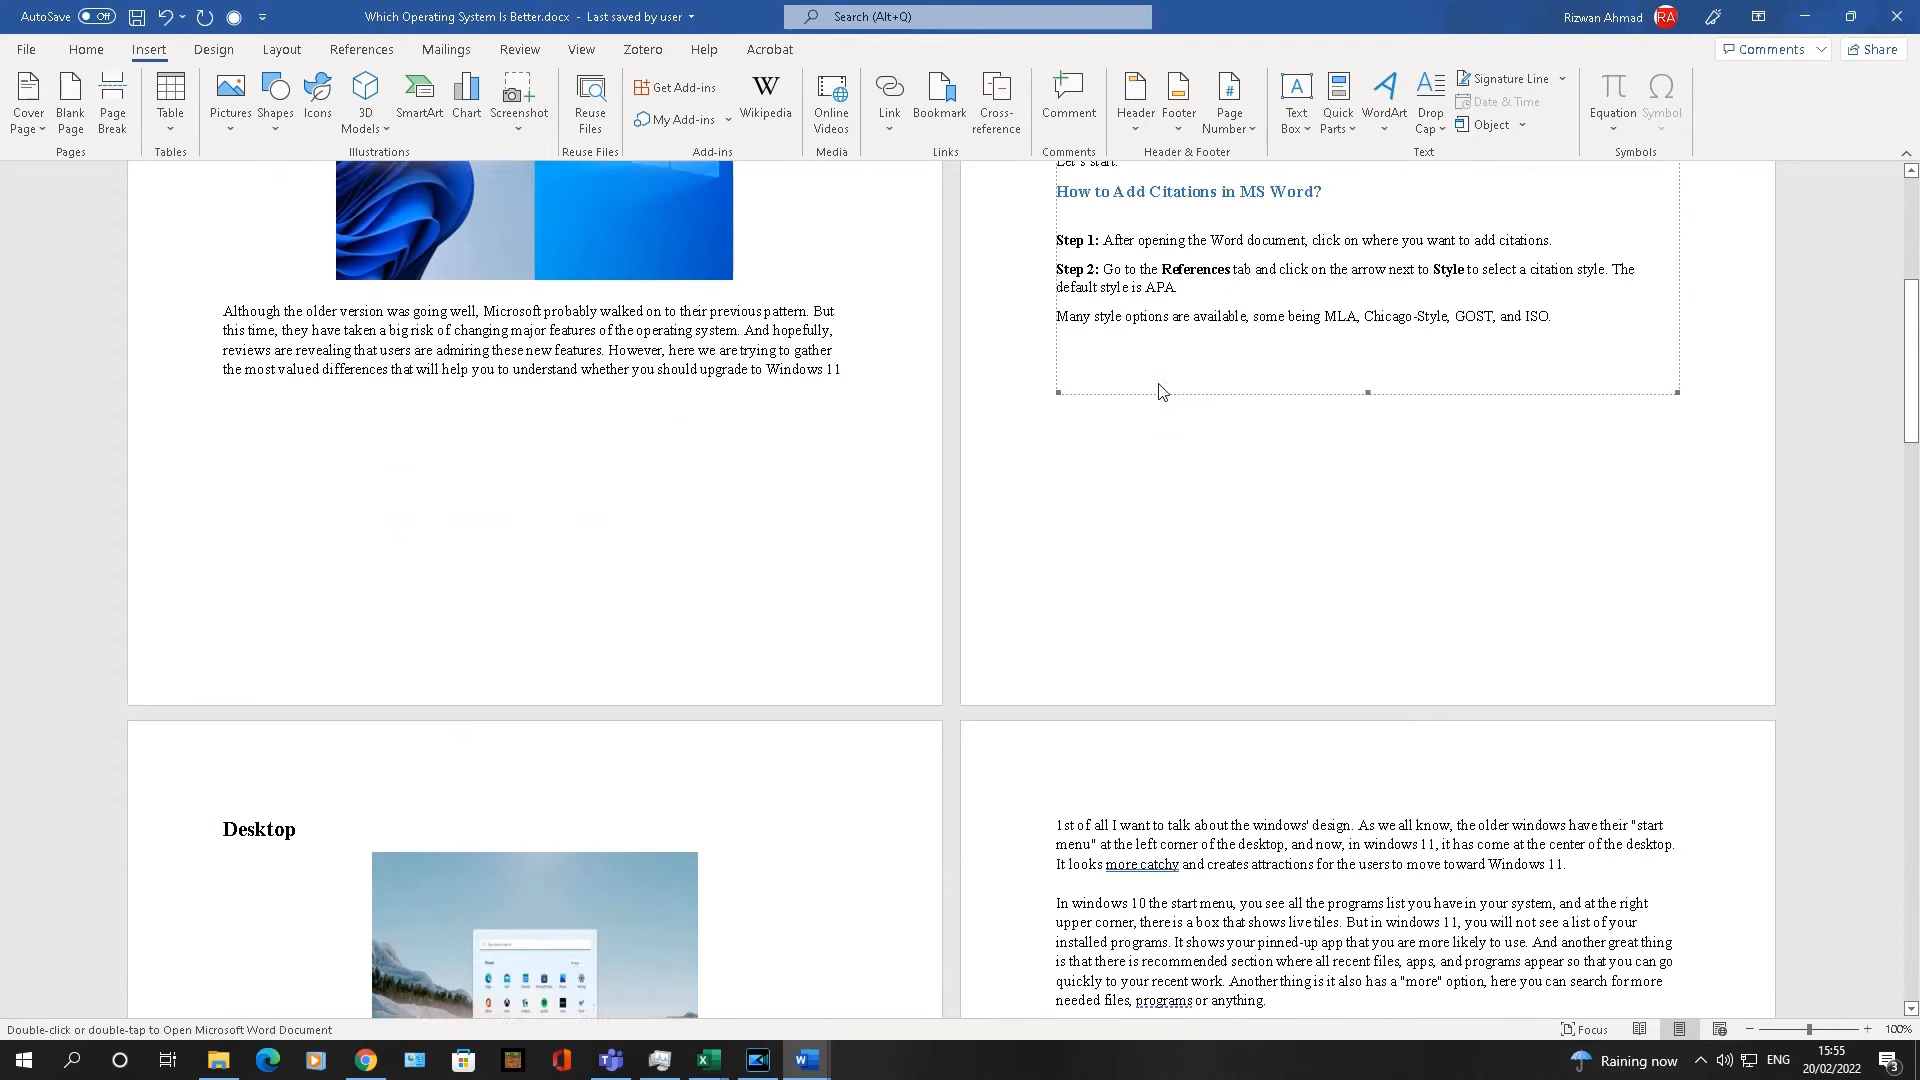 AutoSave Off Which Operating System Is Better.docx - Last saved by user Search (Alt+Q) Rizwan Ahmad RA
File Home Insert Design Layout References Mailings Review View Zotero Help Acrobat Comments Share
Cover Page Blank Page Page Break Table Pictures Shapes Icons 3D Models SmartArt Chart Screenshot Reuse Files Get Add-ins My Add-ins Wikipedia Online Videos Link Bookmark Cross-reference Comment Header Footer Page Number Text Box Quick Parts WordArt Drop Cap Signature Line Date & Time Object Equation Symbol
Pages Tables Illustrations Reuse Files Add-ins Media Links Comments Header & Footer Text Symbols
Although the older version was going well, Microsoft probably walked on to their previous pattern. But
this time, they have taken a big risk of changing major features of the operating system. And hopefully,
reviews are revealing that users are admiring these new features. However, here we are trying to gather
the most valued differences that will help you to understand whether you should upgrade to Windows 11
Let's start.
How to Add Citations in MS Word?
Step 1: After opening the Word document, click on where you want to add citations.
Step 2: Go to the References tab and click on the arrow next to Style to select a citation style. The
default style is APA.
Many style options are available, some being MLA, Chicago-Style, GOST, and ISO.
Desktop
1st of all I want to talk about the windows' design. As we all know, the older windows have their "start
menu" at the left corner of the desktop, and now, in windows 11, it has come at the center of the desktop.
It looks more catchy and creates attractions for the users to move toward Windows 11.
In windows 10 the start menu, you see all the programs list you have in your system, and at the right
upper corner, there is a box that shows live tiles. But in windows 11, you will not see a list of your
installed programs. It shows your pinned-up app that you are more likely to use. And another great thing
is that there is recommended section where all recent files, apps, and programs appear so that you can go
quickly to your recent work. Another thing is it also has a "more" option, here you can search for more
needed files, programs or anything.
Double-click or double-tap to Open Microsoft Word Document Focus 100%
Raining now ENG 15:55
20/02/2022 3